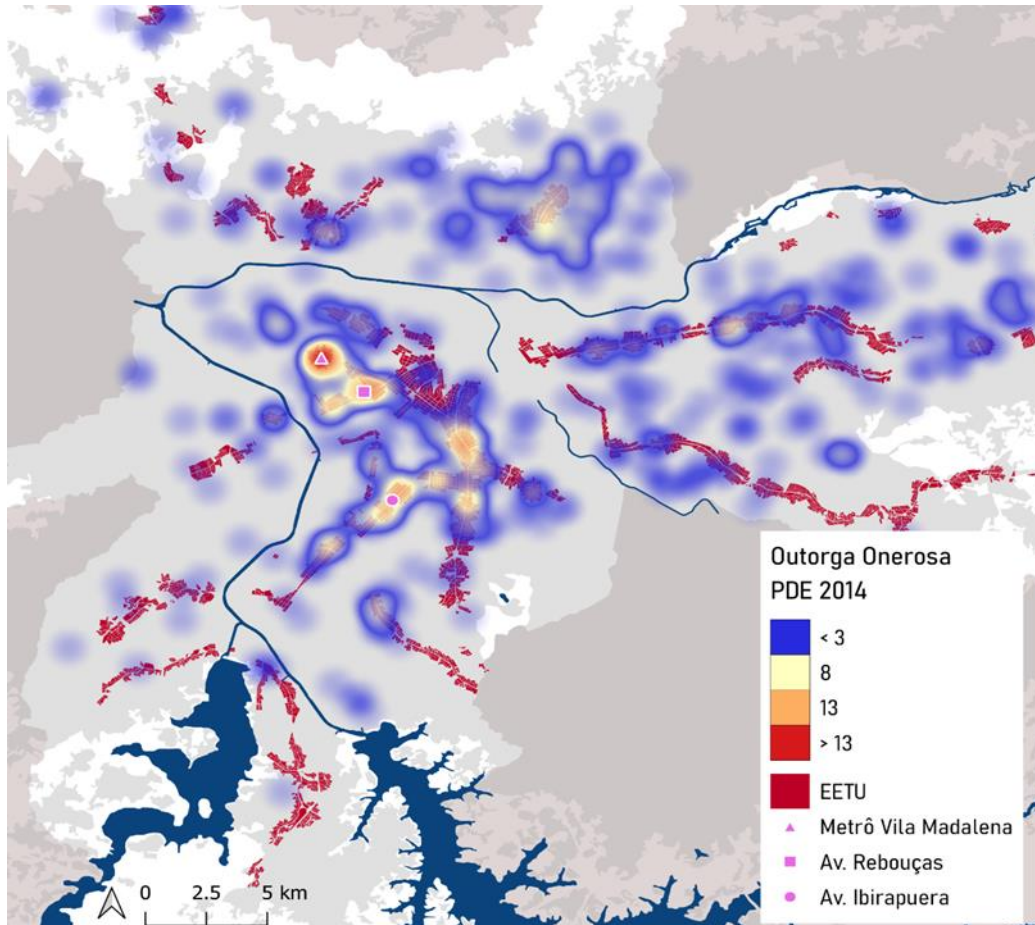 Outorga Onerosa
PDE 2014
< 3
8
13
> 13
EETU
Metrô Vila Madalena
Av. Rebouças
Av. Ibirapuera
0 2.5 5 km